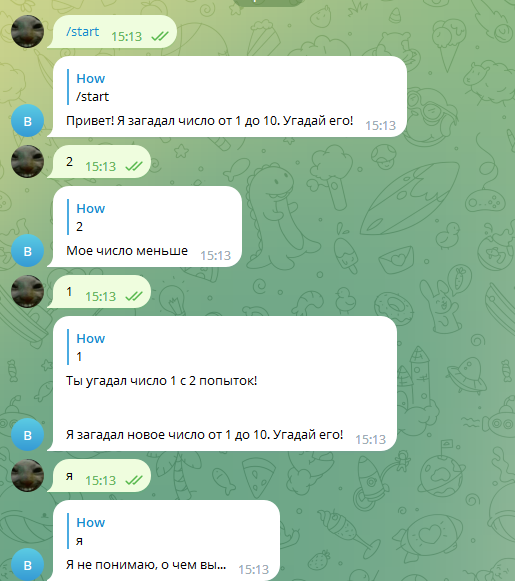 /start 15:13
How
/start
Привет! Я загадал число от 1 до 10. Угадай его! 15:13
В
2 15:13
How
2
Мое число меньше 15:13
В
1 15:13
How
1
Ты угадал число 1 с 2 попыток!
Я загадал новое число от 1 до 10. Угадай его! 15:13
В
я 15:13
How
я
Я не понимаю, о чем вы... 15:13
В